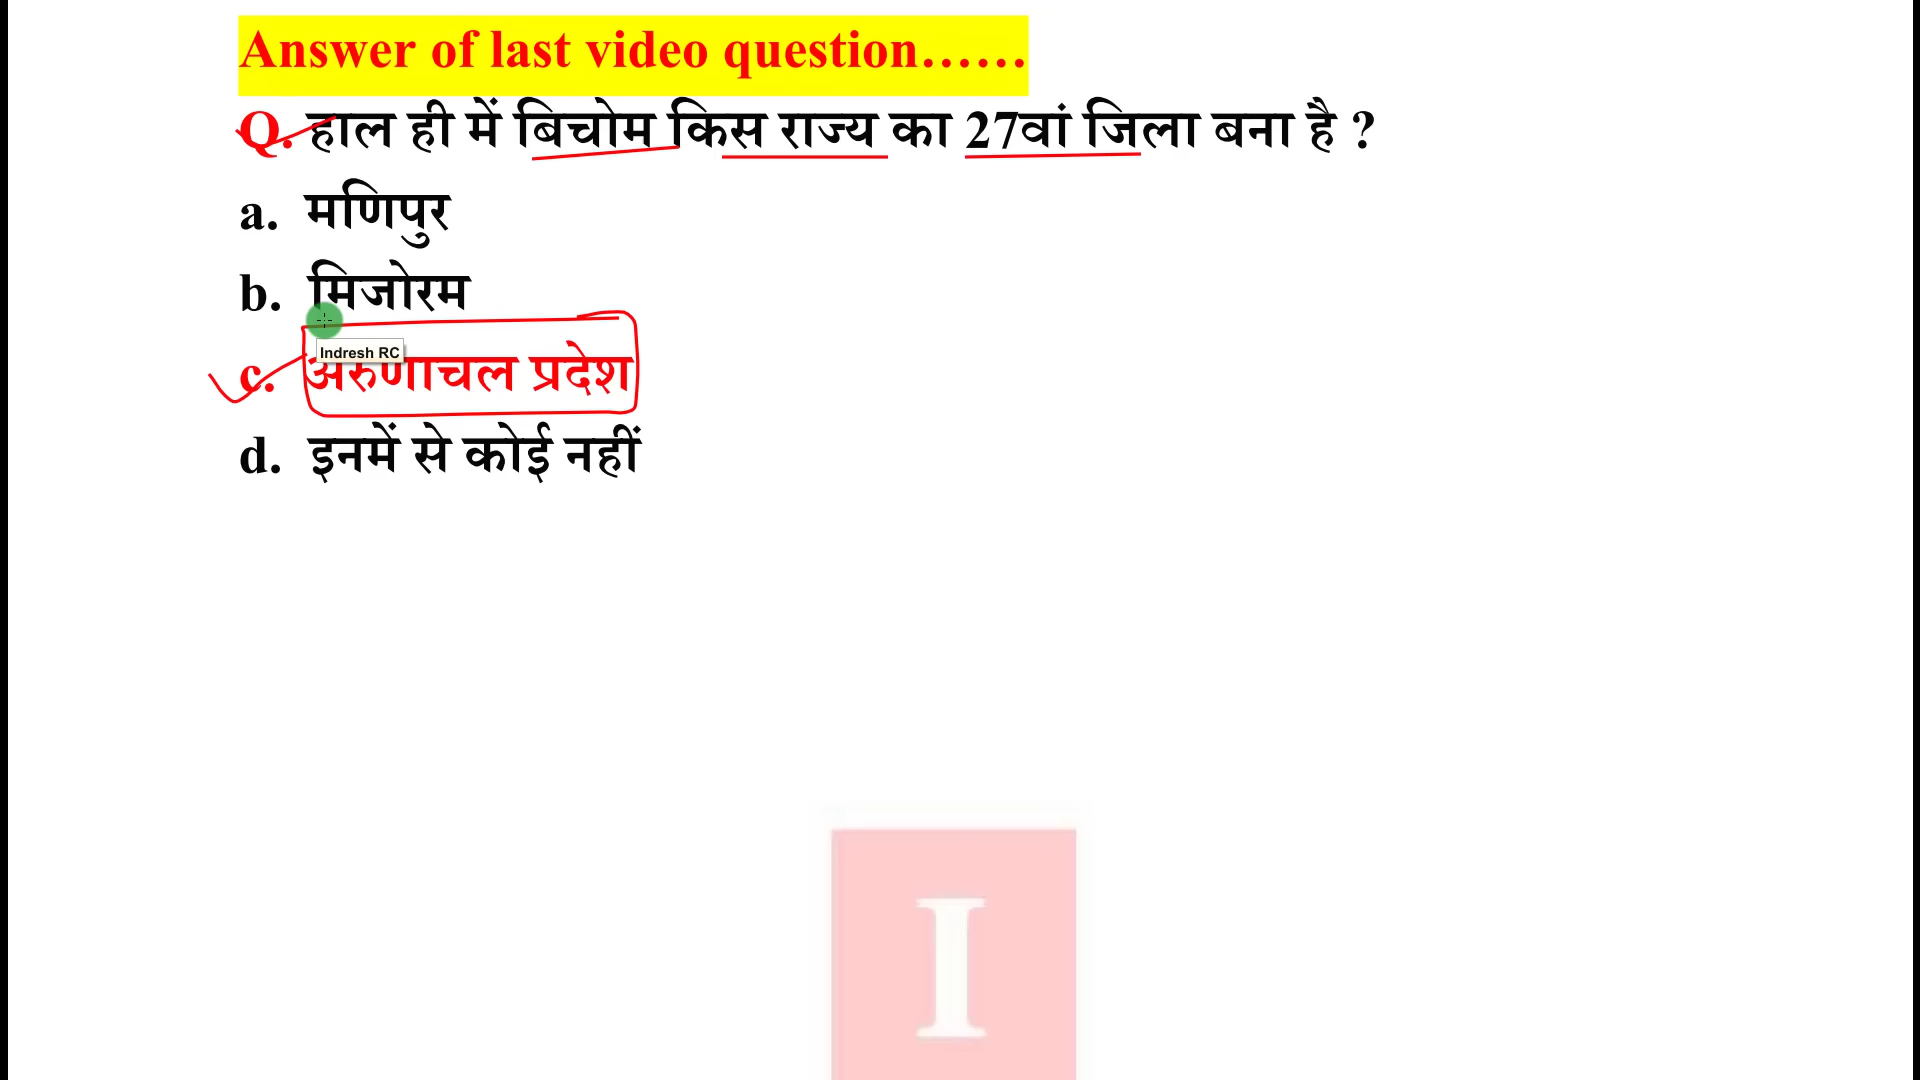 Answer of last video question......
Q. हाल ही में बिचोम किस राज्य का 27वां जिला बना है ?
a. मणिपुर
b. मिजोरम
Indresh RC
c. अरुणाचल प्रदेश
d. इनमें से कोई नहीं
I